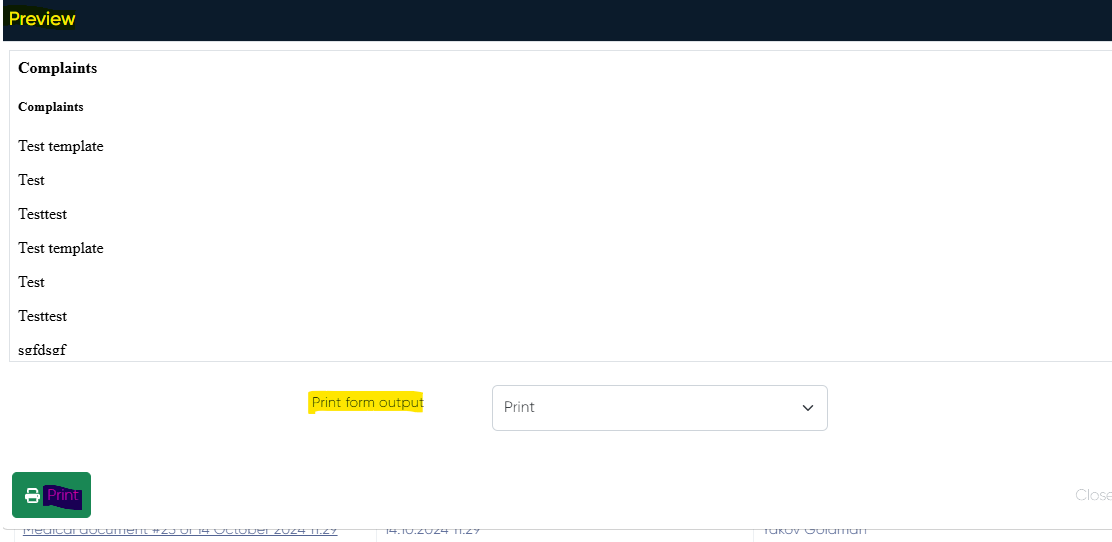 Preview
Complaints
Complaints
Test template
Test
Testtest
Test template
Test
Testtest
sgfdsgf
Print form output
Print
Print
Close
Medical document #25 of 14 October 2024 11:29
14.10.2024 11:29
Yakov Goldman